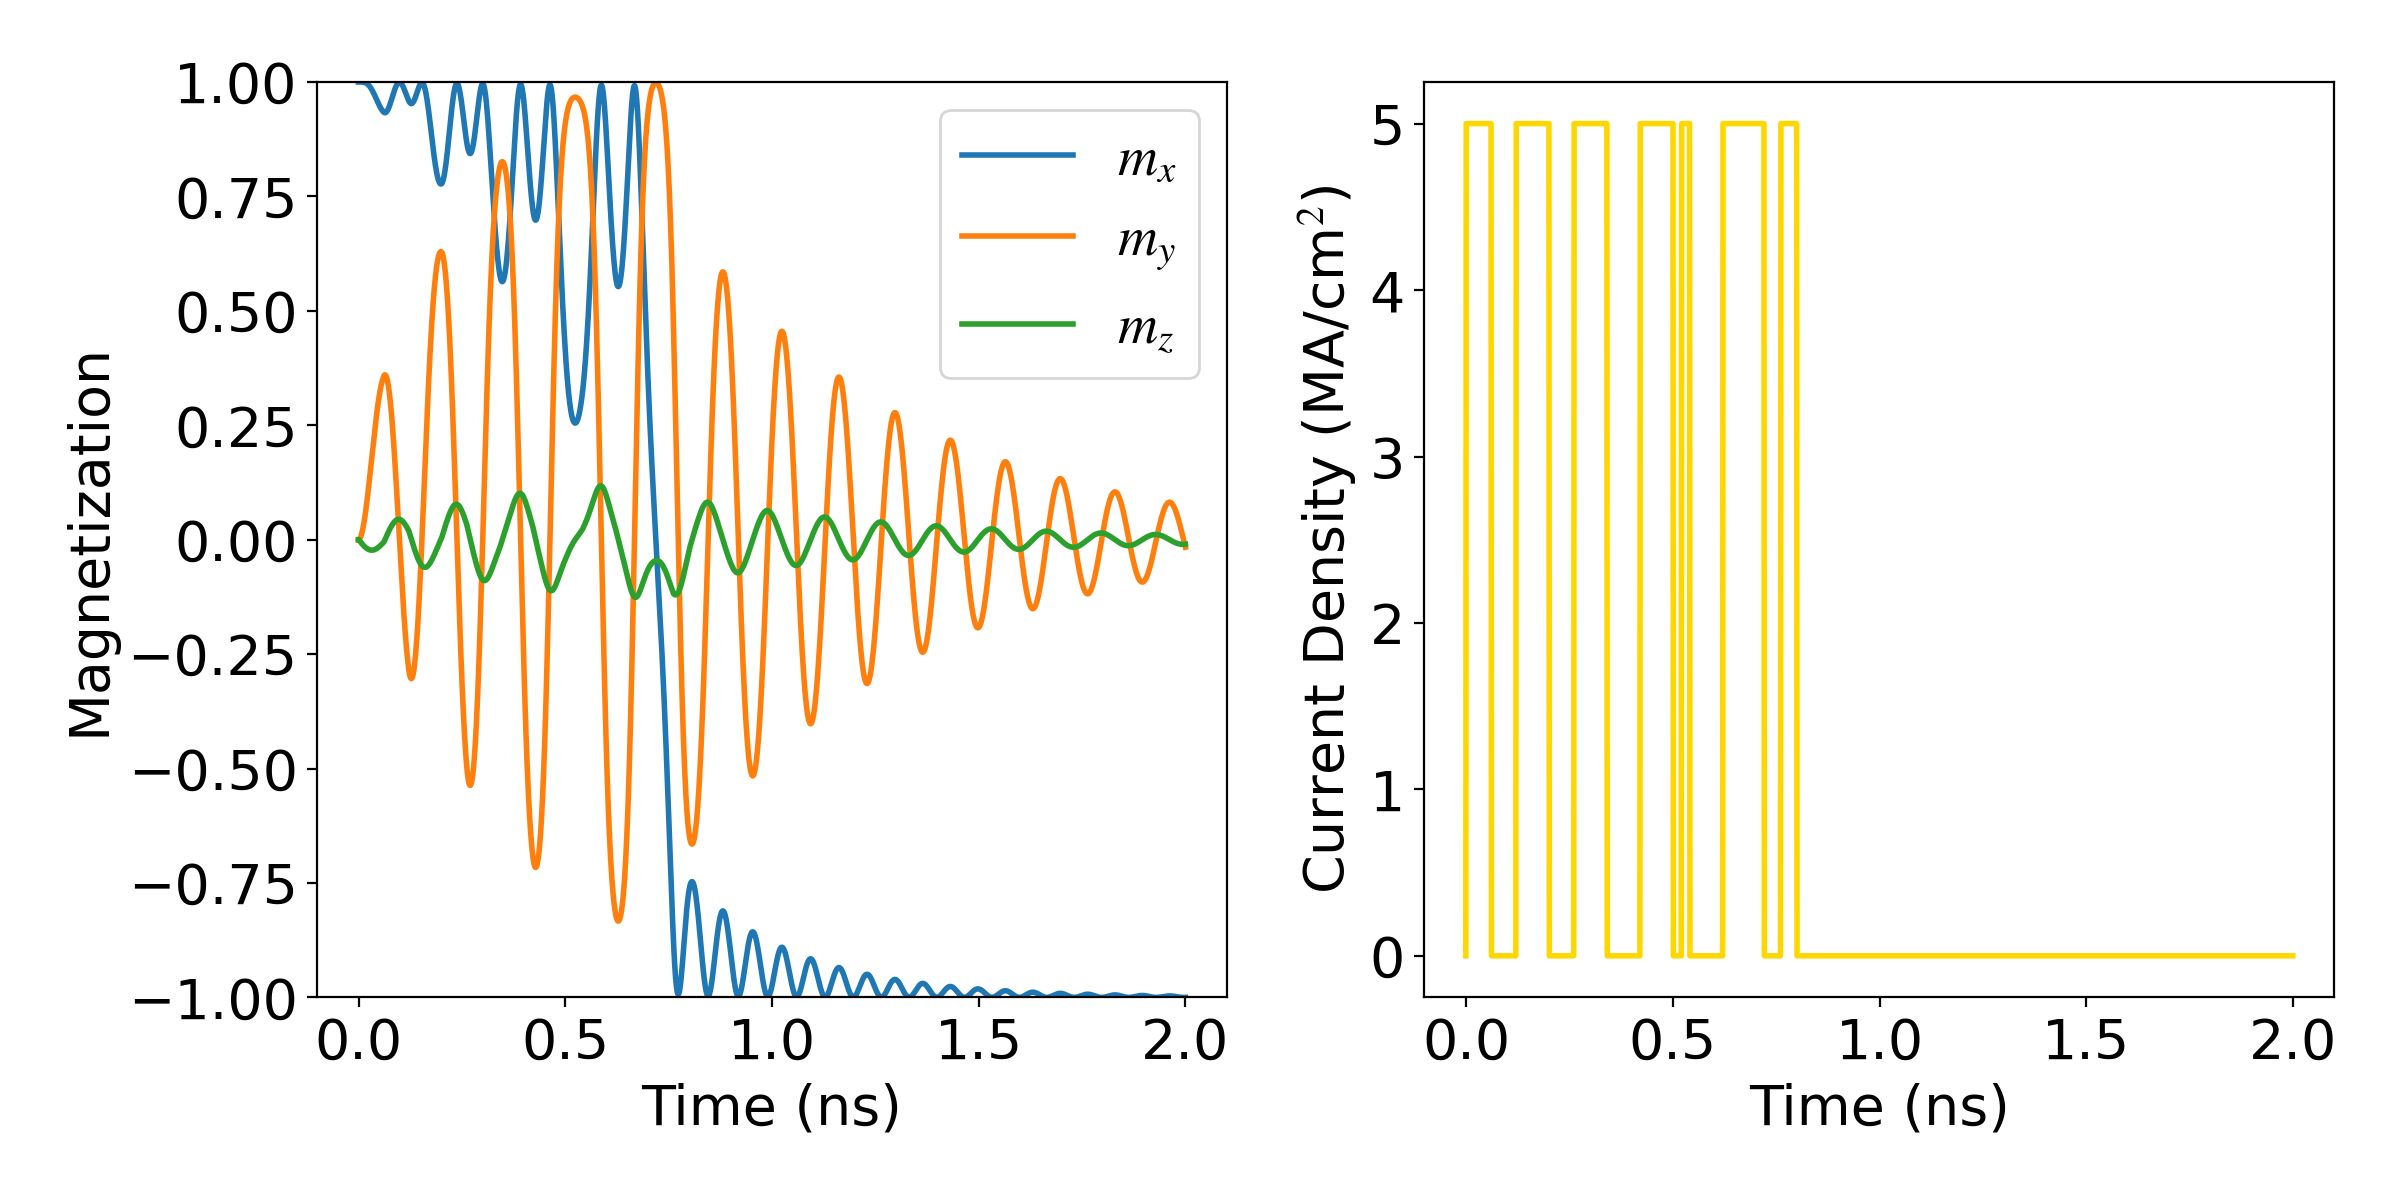 Magnetization
1.00
0.75
0.50
0.25
0.00
−0.25
−0.50
−0.75
−1.00
0.0 0.5 1.0 1.5 2.0
Time (ns)
m_x
m_y
m_z
Current Density (MA/cm²)
5
4
3
2
1
0
0.0 0.5 1.0 1.5 2.0
Time (ns)